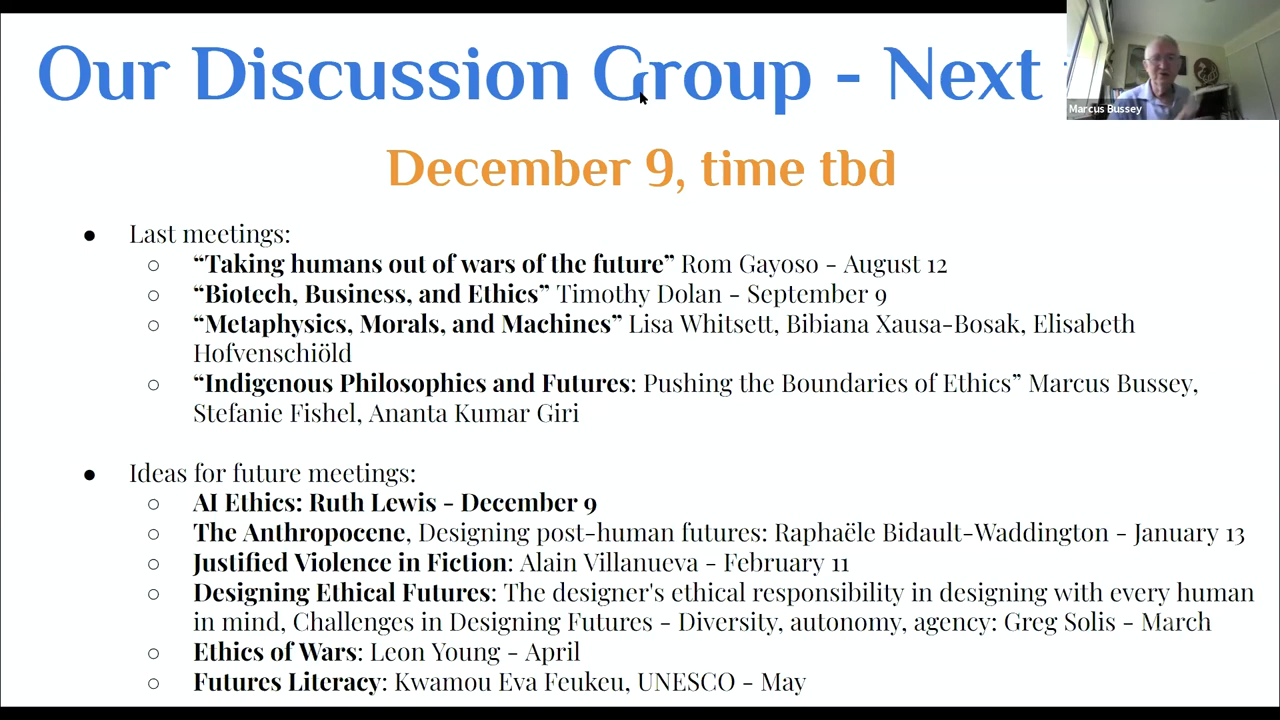 Our Discussion Group - Next
Marcus Bussey
December 9, time tbd
● Last meetings:
○ “Taking humans out of wars of the future” Rom Gayoso - August 12
○ “Biotech, Business, and Ethics” Timothy Dolan - September 9
○ “Metaphysics, Morals, and Machines” Lisa Whitsett, Bibiana Xausa-Bosak, Elisabeth
Hofvenschiöld
○ “Indigenous Philosophies and Futures: Pushing the Boundaries of Ethics” Marcus Bussey,
Stefanie Fishel, Ananta Kumar Giri
● Ideas for future meetings:
○ AI Ethics: Ruth Lewis - December 9
○ The Anthropocene, Designing post-human futures: Raphaële Bidault-Waddington - January 13
○ Justified Violence in Fiction: Alain Villanueva - February 11
○ Designing Ethical Futures: The designer's ethical responsibility in designing with every human
in mind, Challenges in Designing Futures - Diversity, autonomy, agency: Greg Solis - March
○ Ethics of Wars: Leon Young - April
○ Futures Literacy: Kwamou Eva Feukeu, UNESCO - May